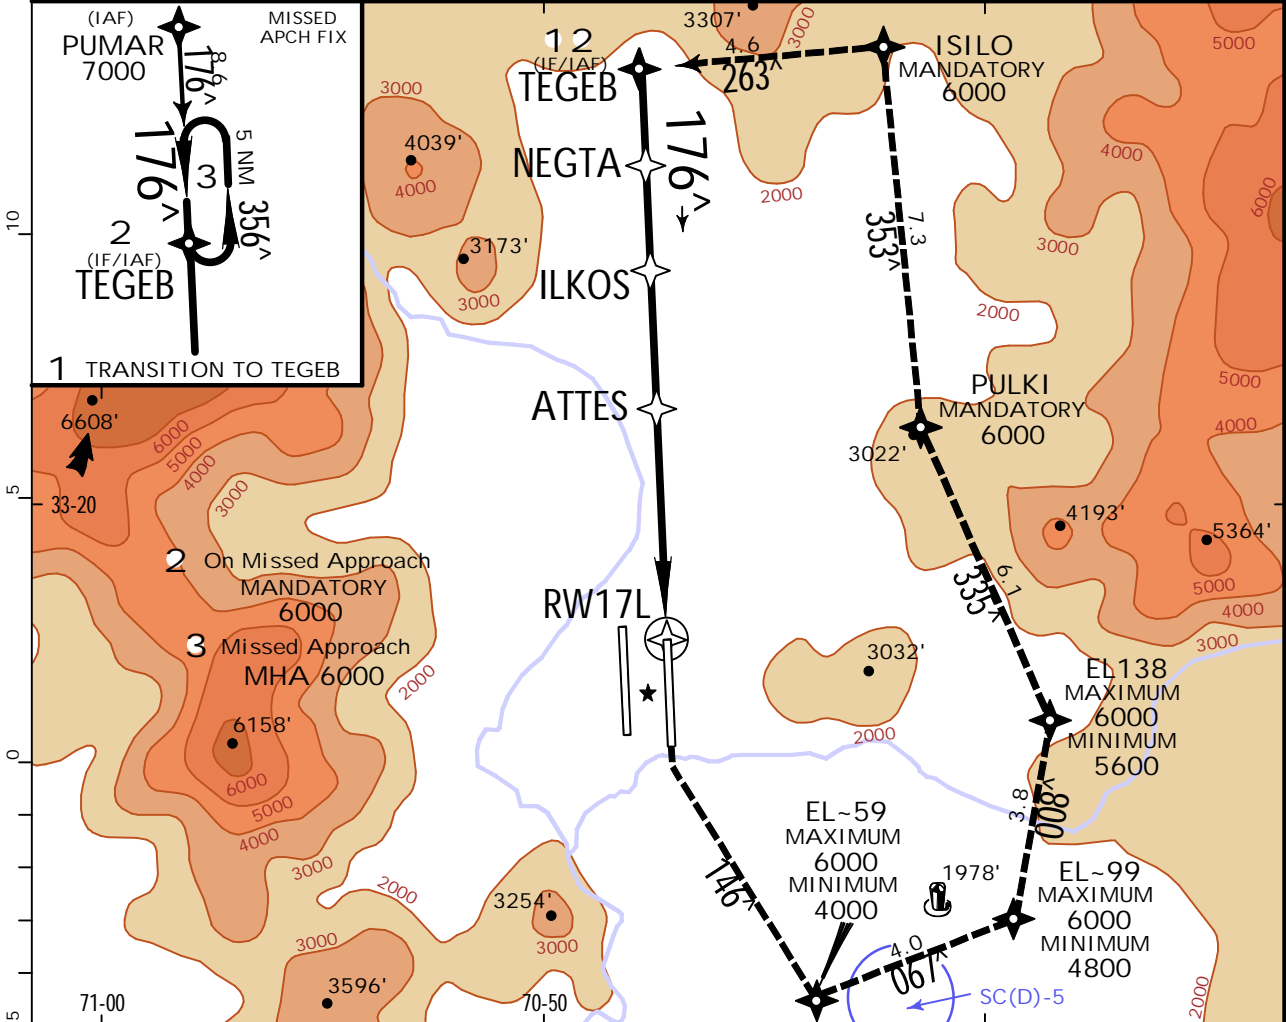 (IAF)
PUMAR
7000
8.6
176^
MISSED
APCH FIX
176^
3
5 NM
356^
2
(IF/IAF)
TEGEB
1 TRANSITION TO TEGEB
12
(IF/IAF)
TEGEB
3307'
3000
4.6
263^
ISILO
MANDATORY
6000
5000
3000
4039'
4000
NEGTA
176^
2000
4000
6000
3173'
3000
ILKOS
7.3
353^
3000
2000
10
ATTES
PULKI
MANDATORY
6000
3022'
5000
4000
6608'
6000
5000
4000
3000
5
33-20
4193'
5364'
5000
4000
3000
2 On Missed Approach
MANDATORY
6000
3 Missed Approach
MHA 6000
2000
6.1
335^
RW17L
3032'
2000
EL138
MAXIMUM
6000
MINIMUM
5600
6158'
6000
5000
4000
3000
2000
0
3.8
008^
EL~59
MAXIMUM
6000
MINIMUM
4000
146^
1978'
EL~99
MAXIMUM
6000
MINIMUM
4800
3254'
3000
3000
3596'
4.0
067^
SC(D)-5
2000
71-00
70-50
5